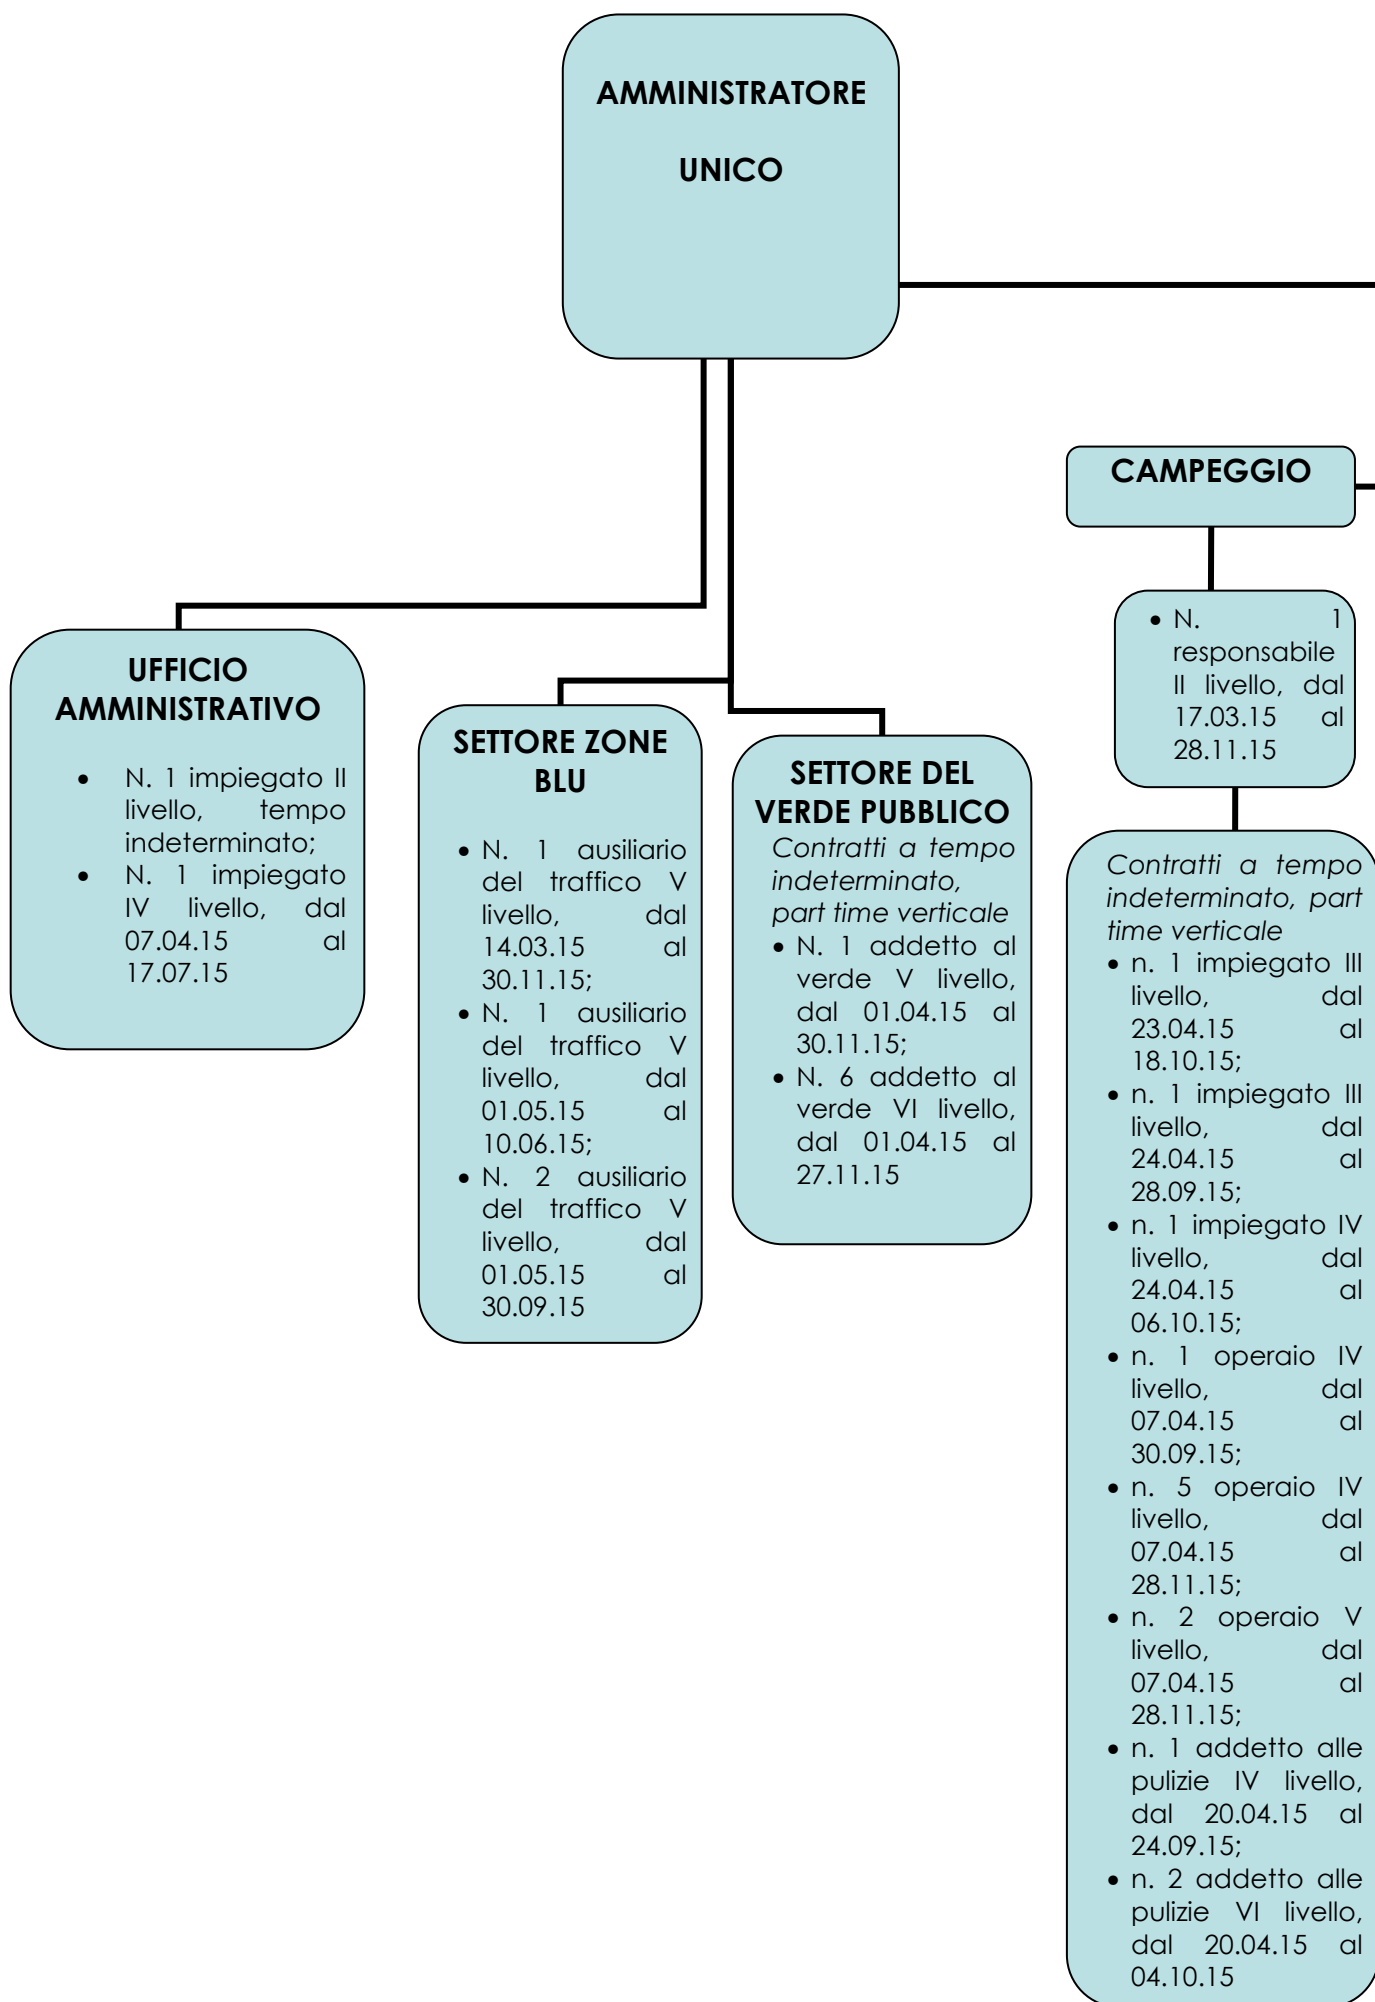 AMMINISTRATORE
UNICO
CAMPEGGIO
• N. 1
responsabile
II livello, dal
17.03.15 al
28.11.15
UFFICIO
AMMINISTRATIVO
• N. 1 impiegato II
livello, tempo
indeterminato;
• N. 1 impiegato
IV livello, dal
07.04.15 al
17.07.15
SETTORE ZONE
BLU
• N. 1 ausiliario
del traffico V
livello, dal
14.03.15 al
30.11.15;
• N. 1 ausiliario
del traffico V
livello, dal
01.05.15 al
10.06.15;
• N. 2 ausiliario
del traffico V
livello, dal
01.05.15 al
30.09.15
SETTORE DEL
VERDE PUBBLICO
Contratti a tempo
indeterminato,
part time verticale
• N. 1 addetto al
verde V livello,
dal 01.04.15 al
30.11.15;
• N. 6 addetto al
verde VI livello,
dal 01.04.15 al
27.11.15
Contratti a tempo
indeterminato, part
time verticale
• n. 1 impiegato III
livello, dal
23.04.15 al
18.10.15;
• n. 1 impiegato III
livello, dal
24.04.15 al
28.09.15;
• n. 1 impiegato IV
livello, dal
24.04.15 al
06.10.15;
• n. 1 operaio IV
livello, dal
07.04.15 al
30.09.15;
• n. 5 operaio IV
livello, dal
07.04.15 al
28.11.15;
• n. 2 operaio V
livello, dal
07.04.15 al
28.11.15;
• n. 1 addetto alle
pulizie IV livello,
dal 20.04.15 al
24.09.15;
• n. 2 addetto alle
pulizie VI livello,
dal 20.04.15 al
04.10.15